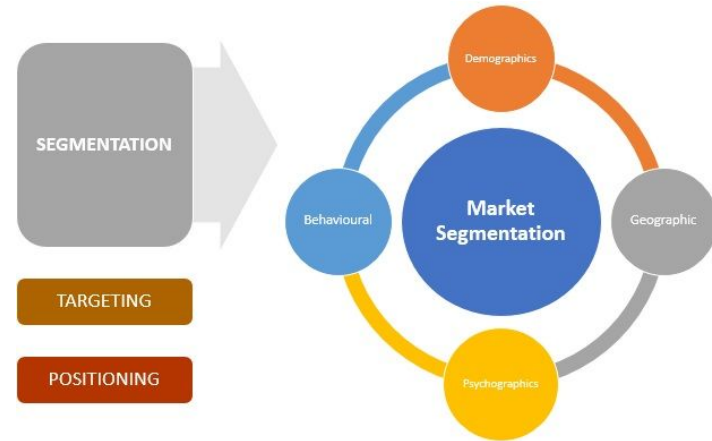 SEGMENTATION
TARGETING
POSITIONING
Demographics
Behavioural
Market
Segmentation
Geographic
Psychographics